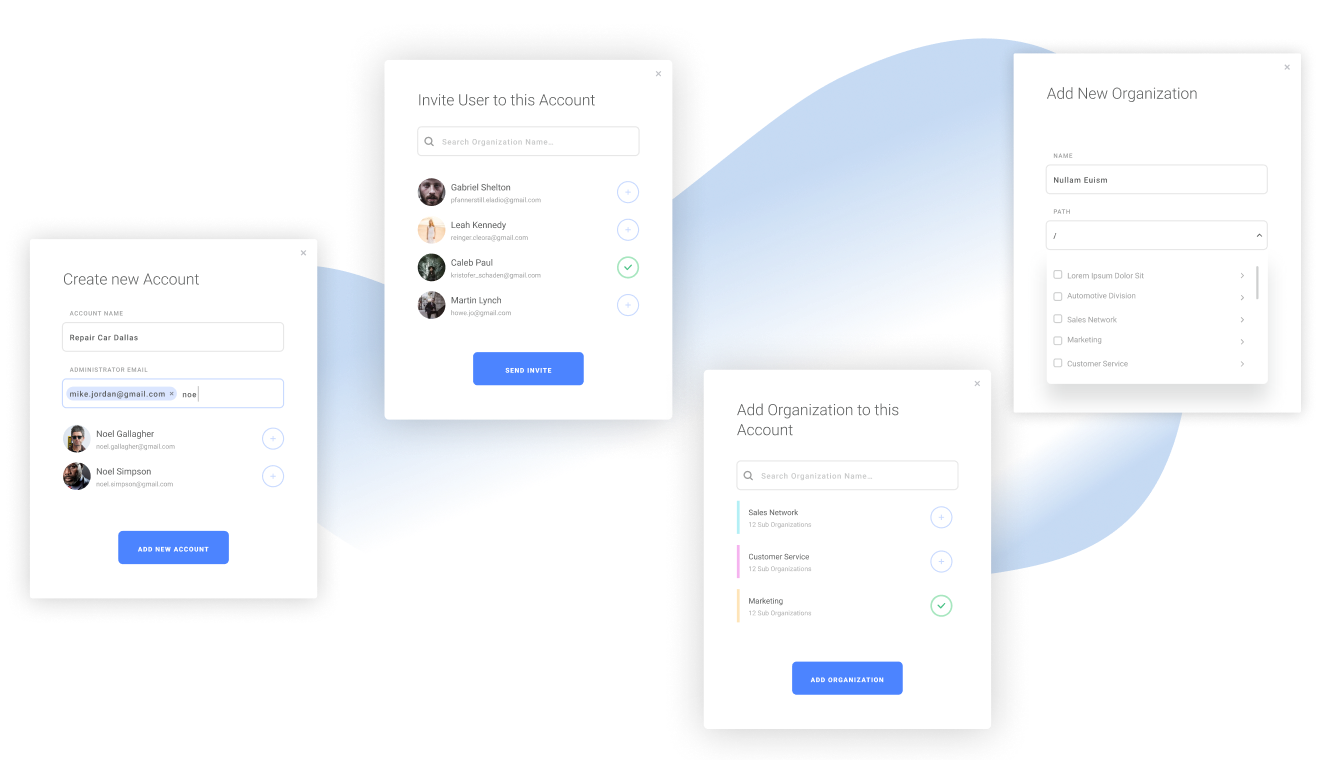 Create new Account
ACCOUNT NAME
Repair Car Dallas
ADMINISTRATOR EMAIL
mike.jordan@gmail.com × noe
Noel Gallagher
noel.gallagher@gmail.com
Noel Simpson
noel.simpson@gmail.com
ADD NEW ACCOUNT
Invite User to this Account
Search Organization Name...
Gabriel Shelton
pfannerstill.eladio@gmail.com
Leah Kennedy
reinger.cleora@gmail.com
Caleb Paul
kristofer_schaden@gmail.com
Martin Lynch
howe.jo@gmail.com
SEND INVITE
Add Organization to this
Account
Search Organization Name...
Sales Network
12 Sub Organizations
Customer Service
12 Sub Organizations
Marketing
12 Sub Organizations
ADD ORGANIZATION
Add New Organization
NAME
Nullam Euism
PATH
/
Lorem Ipsum Dolor Sit
Automotive Division
Sales Network
Marketing
Customer Service